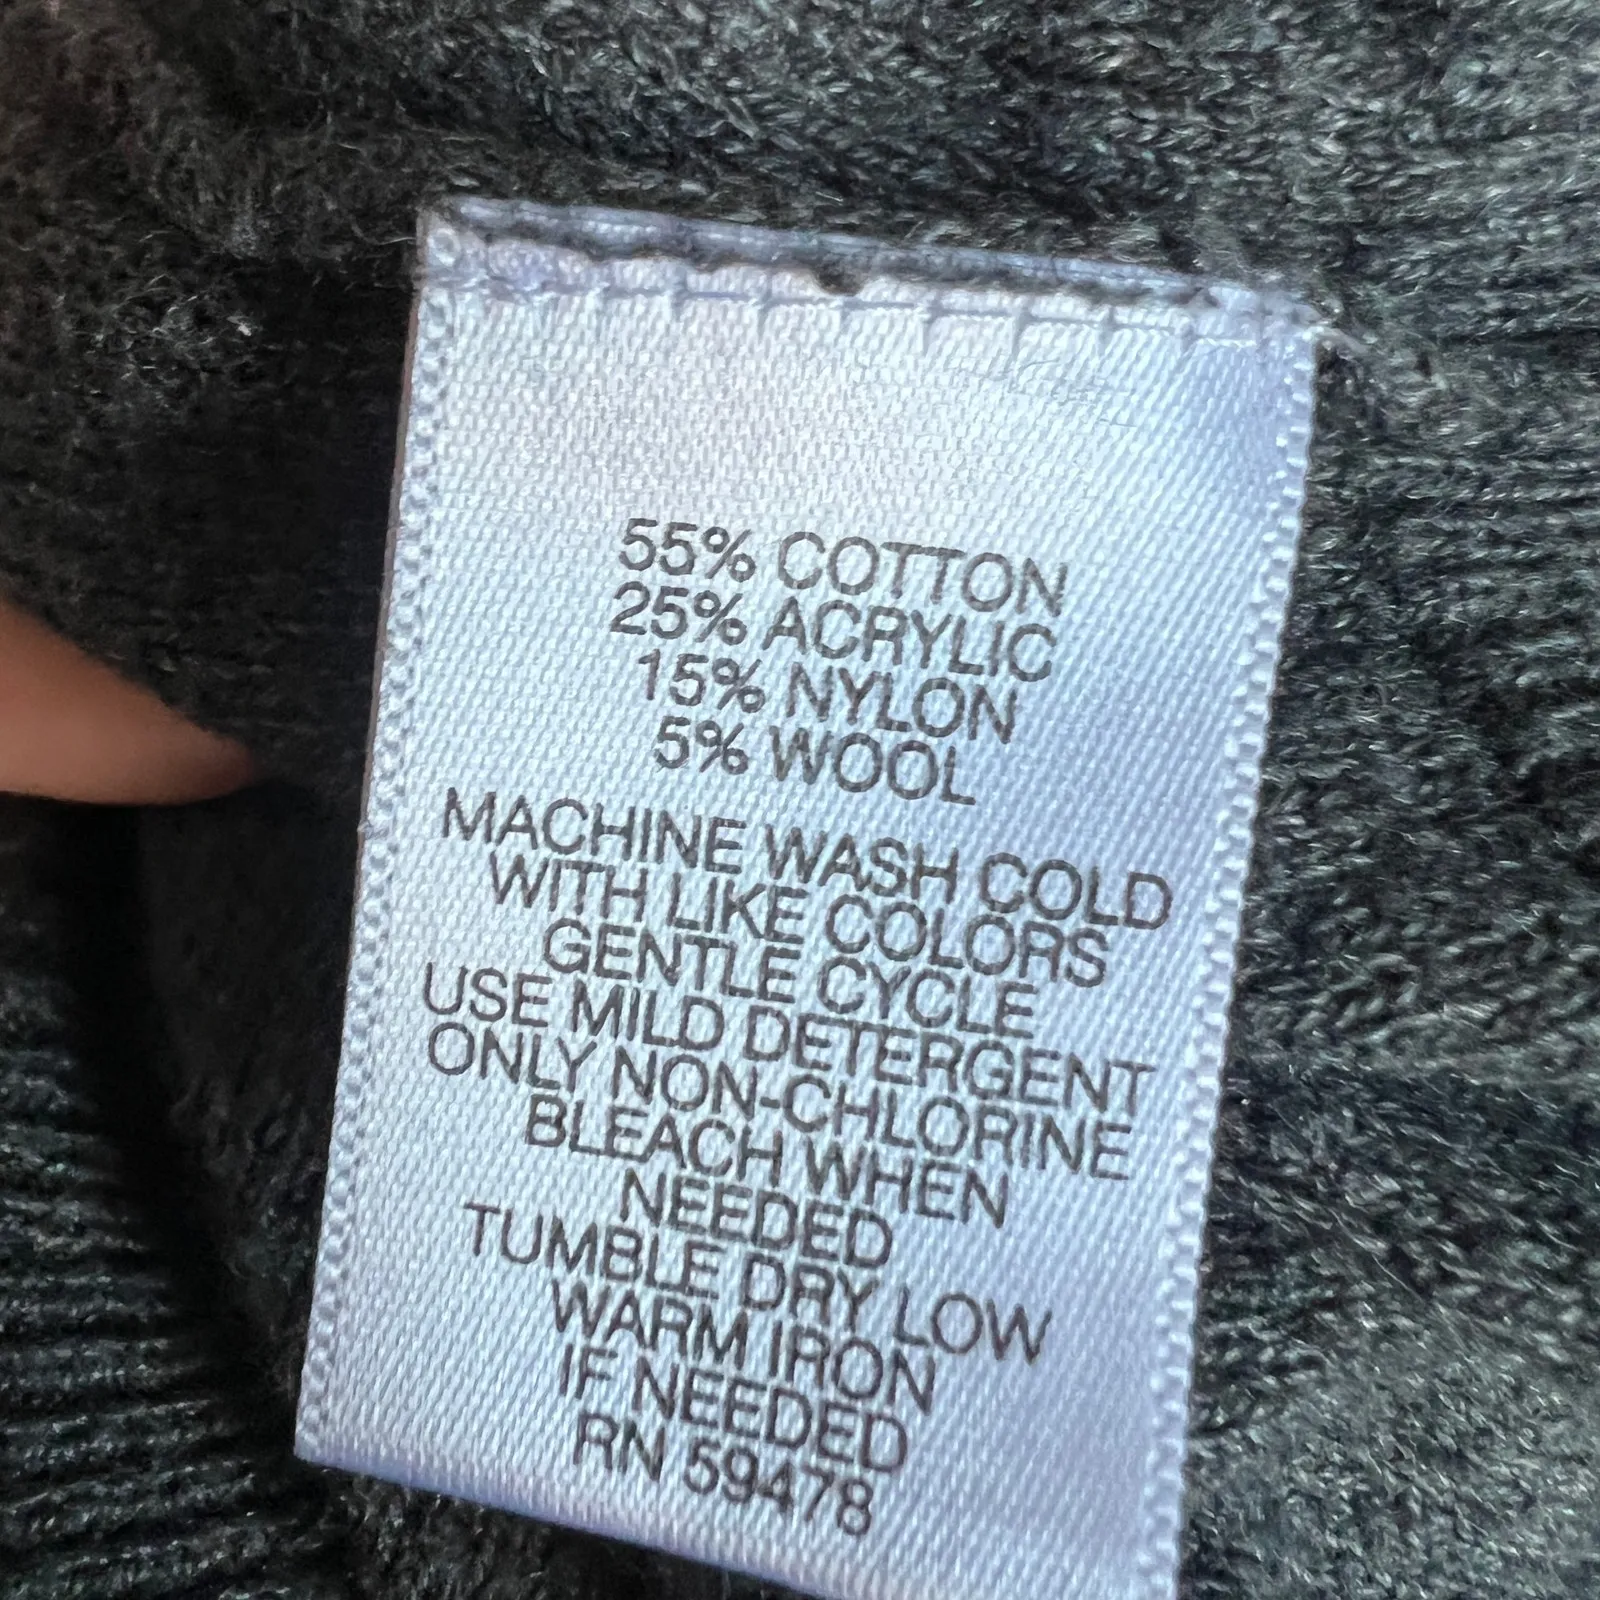 55% COTTON
25% ACRYLIC
15% NYLON
5% WOOL
MACHINE WASH COLD
WITH LIKE COLORS
GENTLE CYCLE
USE MILD DETERGENT
ONLY NON-CHLORINE
BLEACH WHEN
NEEDED
TUMBLE DRY LOW
WARM IRON
IF NEEDED
RN 59478